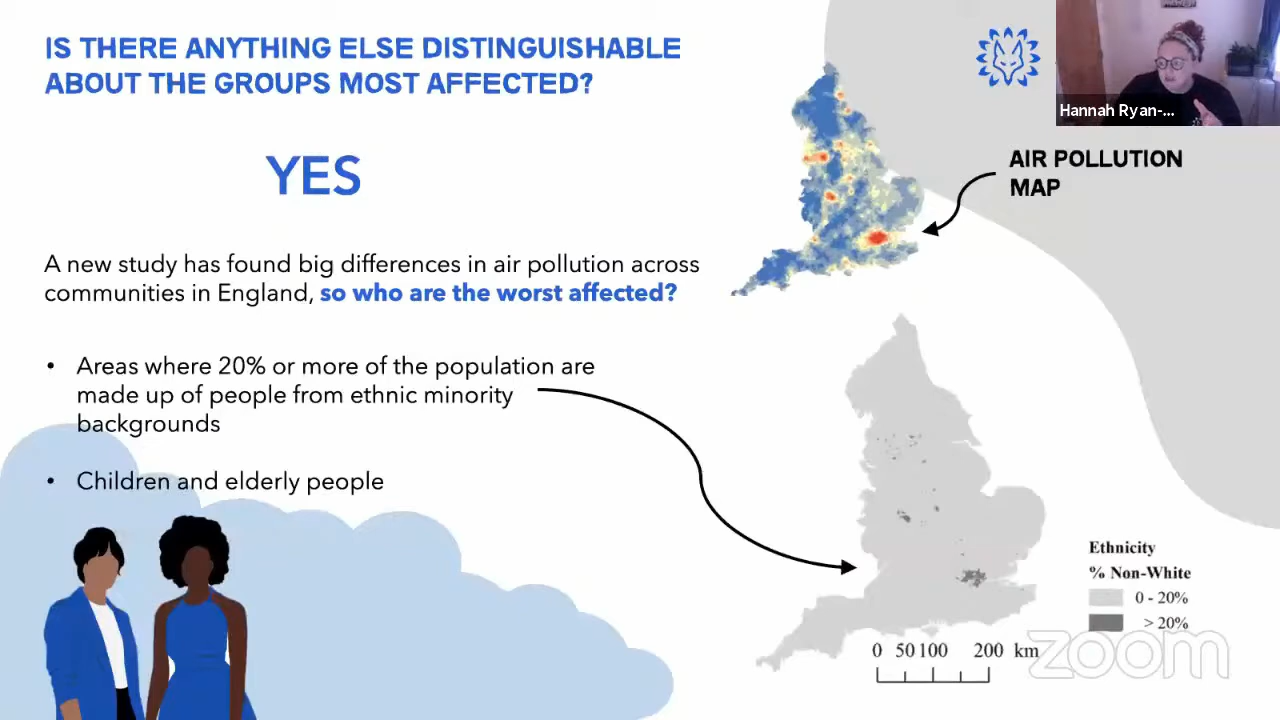 IS THERE ANYTHING ELSE DISTINGUISHABLE
ABOUT THE GROUPS MOST AFFECTED?
Hannah Ryan-...
YES
AIR POLLUTION
MAP
A new study has found big differences in air pollution across
communities in England, so who are the worst affected?
• Areas where 20% or more of the population are
made up of people from ethnic minority
backgrounds
• Children and elderly people
Ethnicity
% Non-White
0 - 20%
> 20%
0 50 100 200 km
zoom